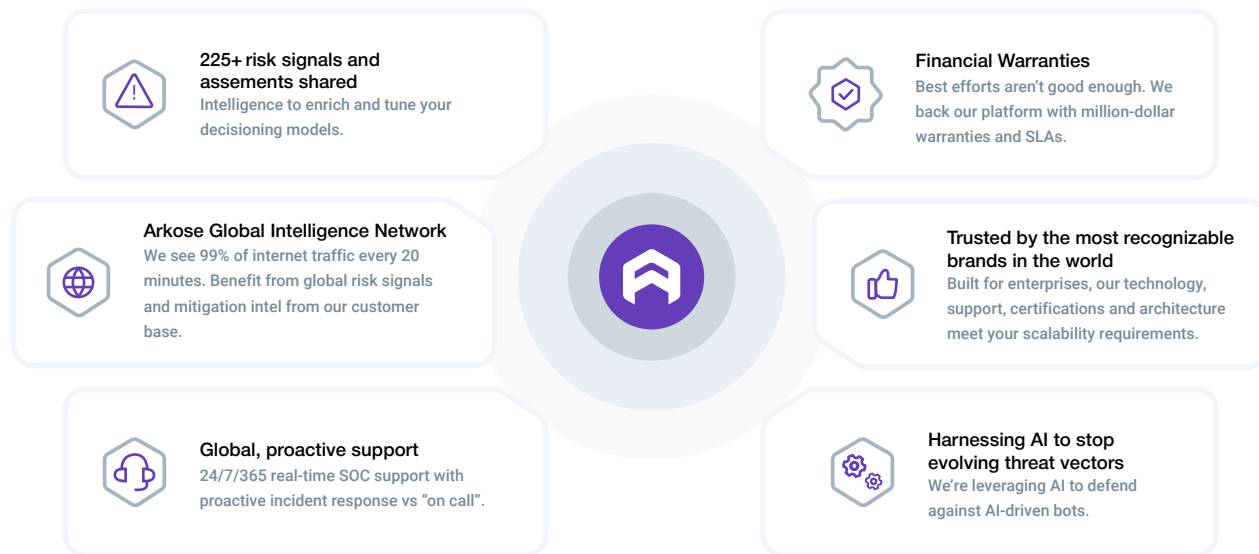 225+ risk signals and
assements shared
Intelligence to enrich and tune your
decisioning models.
Financial Warranties
Best efforts aren’t good enough. We
back our platform with million-dollar
warranties and SLAs.
Arkose Global Intelligence Network
We see 99% of internet traffic every 20
minutes. Benefit from global risk signals
and mitigation intel from our customer
base.
Trusted by the most recognizable
brands in the world
Built for enterprises, our technology,
support, certifications and architecture
meet your scalability requirements.
Global, proactive support
24/7/365 real-time SOC support with
proactive incident response vs “on call”.
Harnessing AI to stop
evolving threat vectors
We’re leveraging AI to defend
against AI-driven bots.